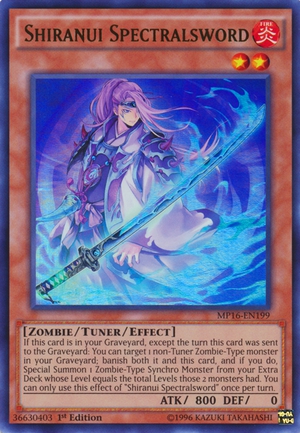 SHIRANUI SPECTRALSWORD
FIRE
炎
MP16-EN199
[ZOMBIE/TUNER/EFFECT]
If this card is in your Graveyard, except the turn this card was sent
to the Graveyard: You can target 1 non-Tuner Zombie-Type monster
in your Graveyard; banish both it and this card, and if you do,
Special Summon 1 Zombie-Type Synchro Monster from your Extra
Deck whose Level equals the total Levels those 2 monsters had. You
can only use this effect of "Shiranui Spectralsword" once per turn.
ATK/ 800 DEF/ 0
36630403 1st Edition ©1996 KAZUKI TAKAHASHI